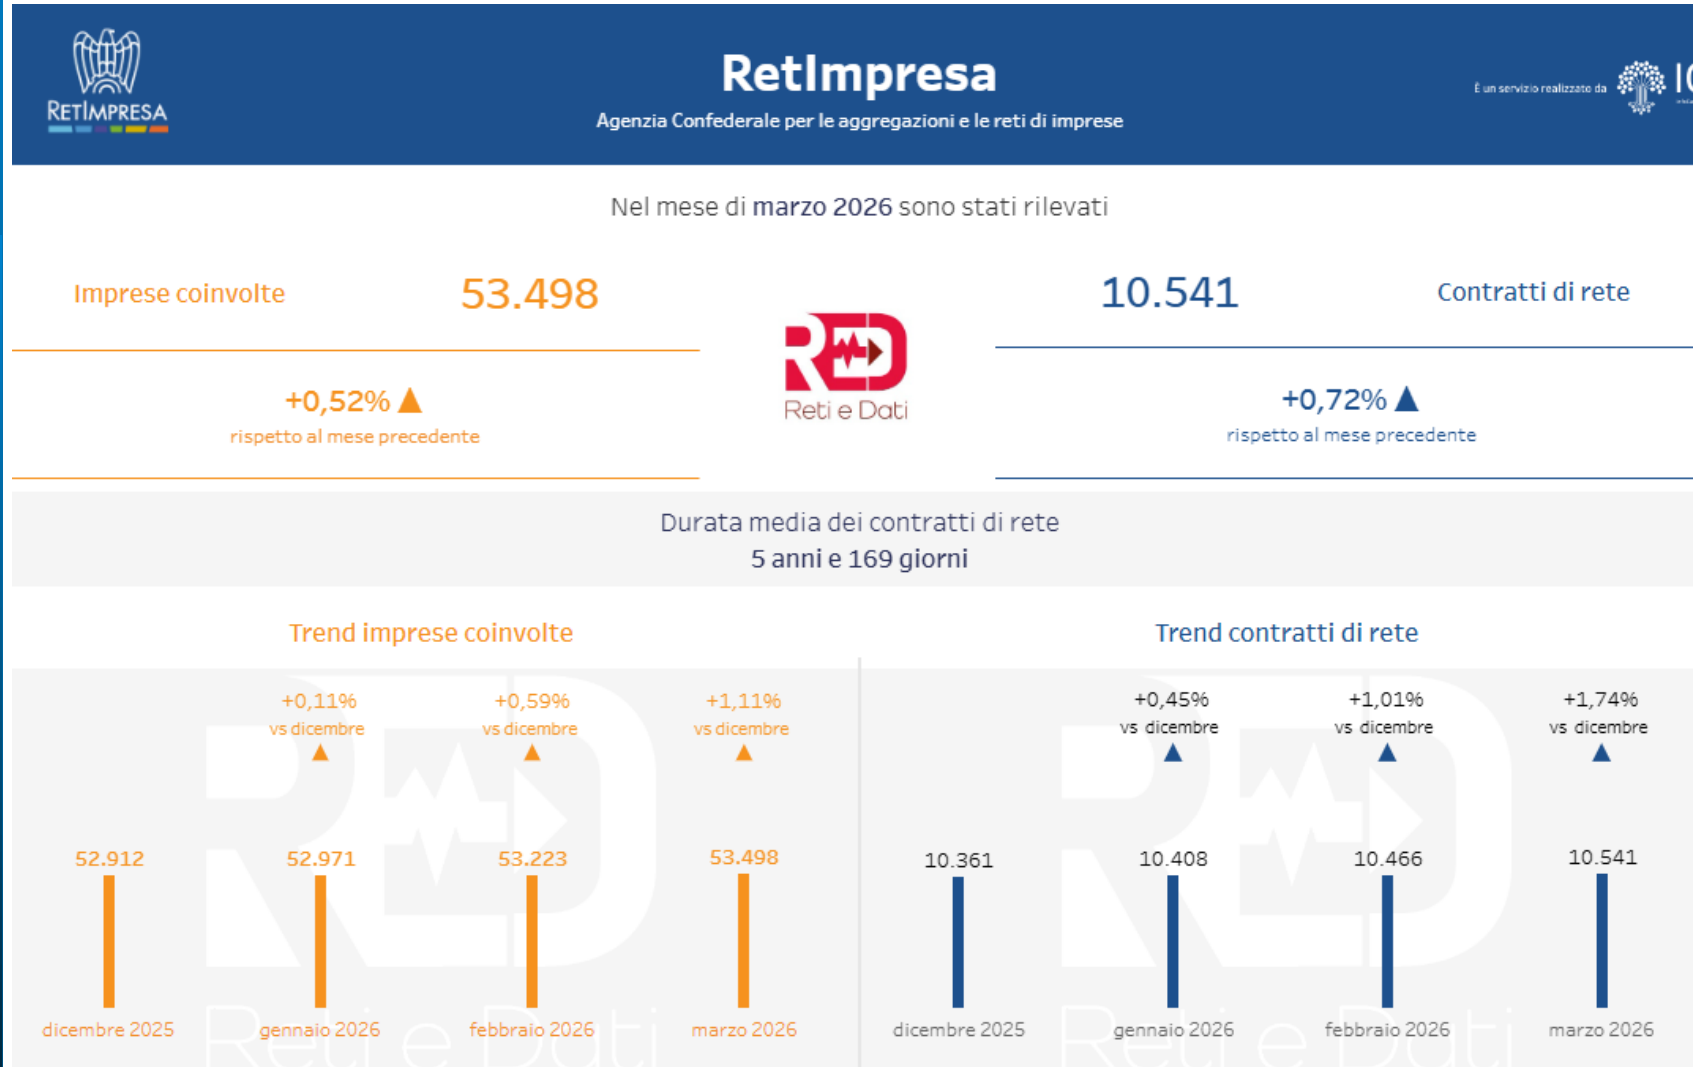 RETIMPRESA
RetImpresa
Agenzia Confederale per le aggregazioni e le reti di imprese
È un servizio realizzato da
Nel mese di marzo 2026 sono stati rilevati
Imprese coinvolte
53.498
10.541
Contratti di rete
RED
Reti e Dati
+0,52%
rispetto al mese precedente
+0,72%
rispetto al mese precedente
Durata media dei contratti di rete
5 anni e 169 giorni
Trend imprese coinvolte
+0,11% +0,59% +1,11%
vs dicembre vs dicembre vs dicembre
52.912 52.971 53.223 53.498
dicembre 2025 gennaio 2026 febbraio 2026 marzo 2026
RED
Reti e Dati
Trend contratti di rete
+0,45% +1,01% +1,74%
vs dicembre vs dicembre vs dicembre
10.361 10.408 10.466 10.541
dicembre 2025 gennaio 2026 febbraio 2026 marzo 2026
RED
Reti e Dati